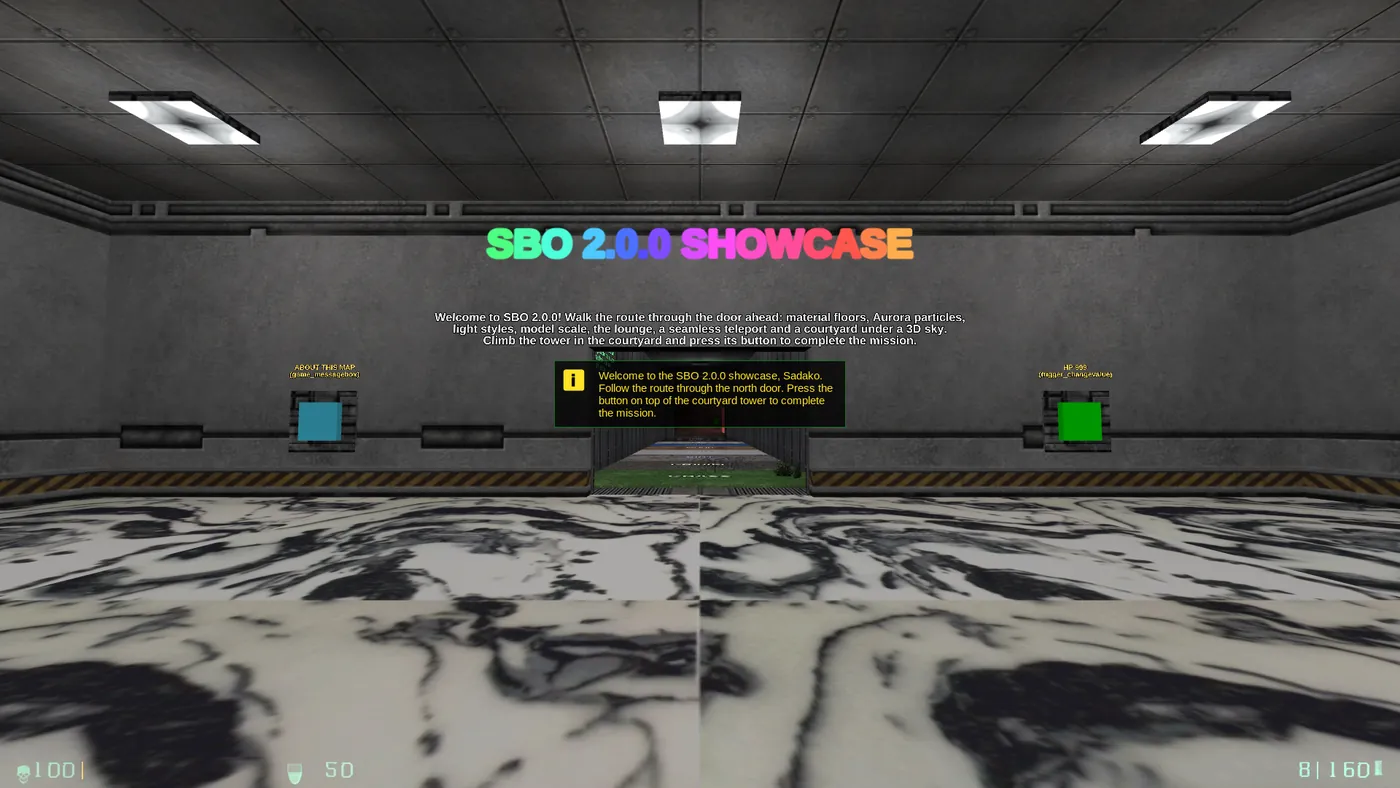 SBO 2.0.0 SHOWCASE
Welcome to SBO 2.0.0! Walk the route through the door ahead: material floors, Aurora particles,
light styles, model scale, the lounge, a seamless teleport and a courtyard under a 3D sky.
Climb the tower in the courtyard and press its button to complete the mission.
ABOUT THIS MAP
(game_messagebox)
HP 999
(trigger_changevalue)
Welcome to the SBO 2.0.0 showcase, Sadako.
Follow the route through the north door. Press the
button on top of the courtyard tower to complete
the mission.
100|
50
8|160